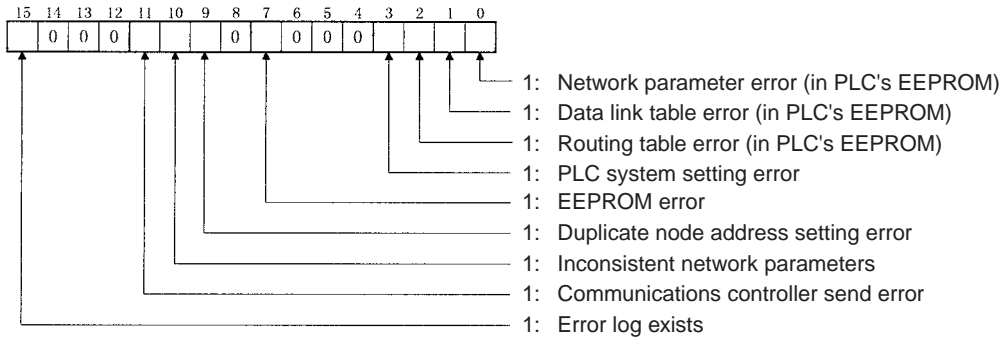 15 14 13 12 11 10 9 8 7 6 5 4 3 2 1 0
0 0 0 0 0 0 0
1: Network parameter error (in PLC's EEPROM)
1: Data link table error (in PLC's EEPROM)
1: Routing table error (in PLC's EEPROM)
1: PLC system setting error
1: EEPROM error
1: Duplicate node address setting error
1: Inconsistent network parameters
1: Communications controller send error
1: Error log exists